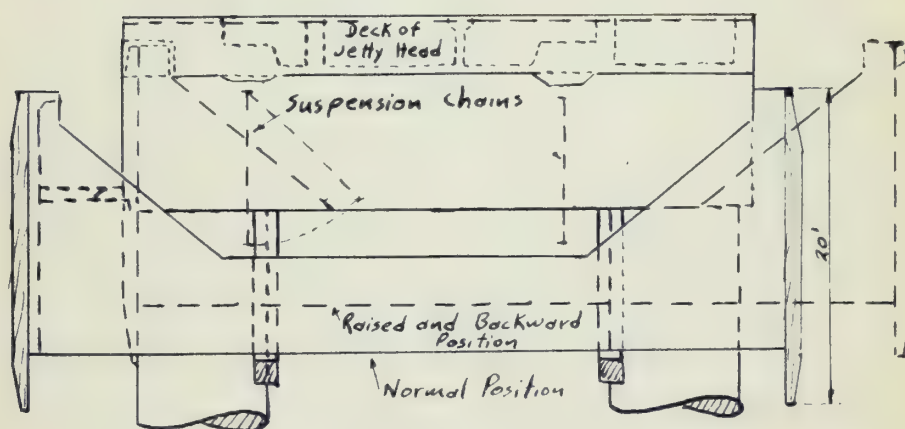 Deck of
Jetty Head
Suspension Chains
20'
Raised and Backward
Position
Normal Position